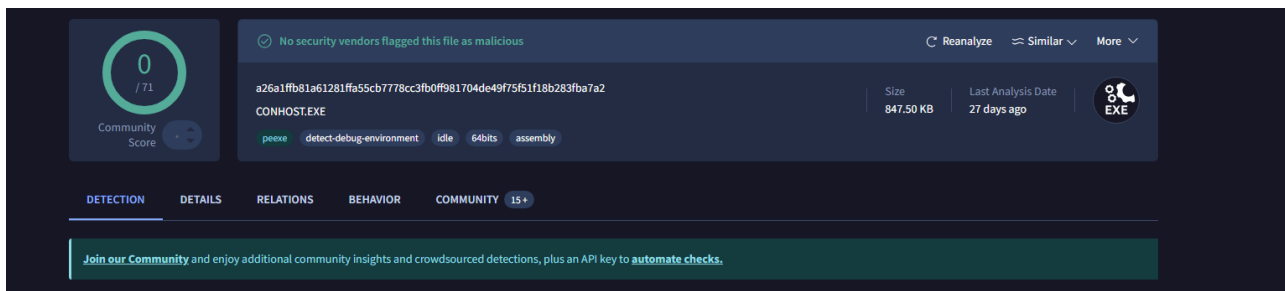 No security vendors flagged this file as malicious
Reanalyze Similar More
0
/ 71
Community
Score
a26a1ffb81a61281ffa55cb7778cc3fb0ff981704de49f75f51f18b283fba7a2
CONHOST.EXE
peexe detect-debug-environment idle 64bits assembly
Size
847.50 KB
Last Analysis Date
27 days ago
EXE
DETECTION DETAILS RELATIONS BEHAVIOR COMMUNITY 15+
Join our Community and enjoy additional community insights and crowdsourced detections, plus an API key to automate checks.